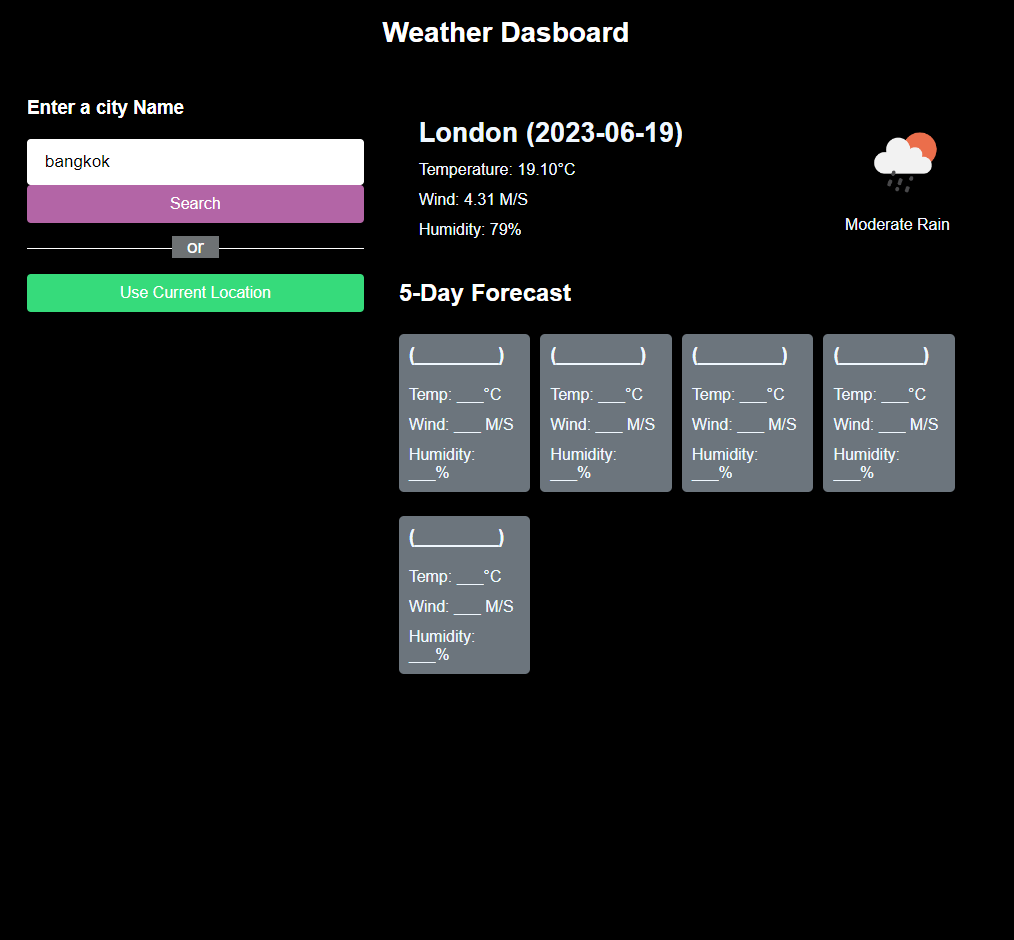 Weather Dasboard
Enter a city Name
bangkok
Search
or
Use Current Location
London (2023-06-19)
Temperature: 19.10°C
Wind: 4.31 M/S
Humidity: 79%
Moderate Rain
5-Day Forecast
(_________)
Temp: ___°C
Wind: ___ M/S
Humidity:
___%
(_________)
Temp: ___°C
Wind: ___ M/S
Humidity:
___%
(_________)
Temp: ___°C
Wind: ___ M/S
Humidity:
___%
(_________)
Temp: ___°C
Wind: ___ M/S
Humidity:
___%
(_________)
Temp: ___°C
Wind: ___ M/S
Humidity:
___%